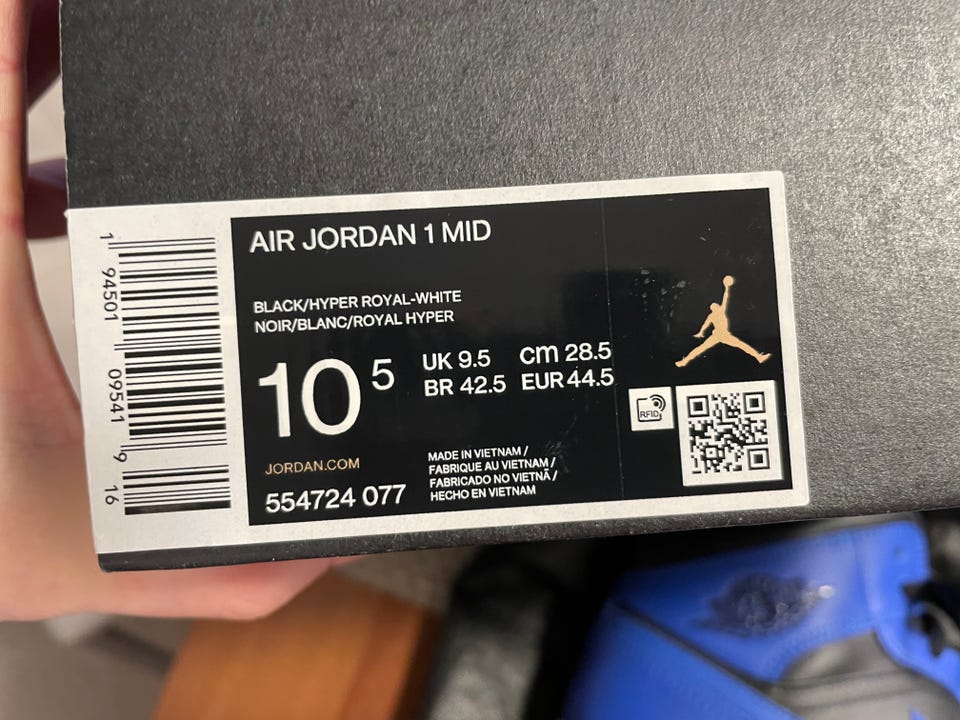 AIR JORDAN 1 MID
BLACK/HYPER ROYAL-WHITE
NOIR/BLANC/ROYAL HYPER
10 5
UK 9.5 CM 28.5
BR 42.5 EUR 44.5
RFID
JORDAN.COM
554724 077
MADE IN VIETNAM /
FABRIQUE AU VIETNAM /
FABRICADO NO VIETNÃ /
HECHO EN VIETNAM
1 94501 09541 9 16